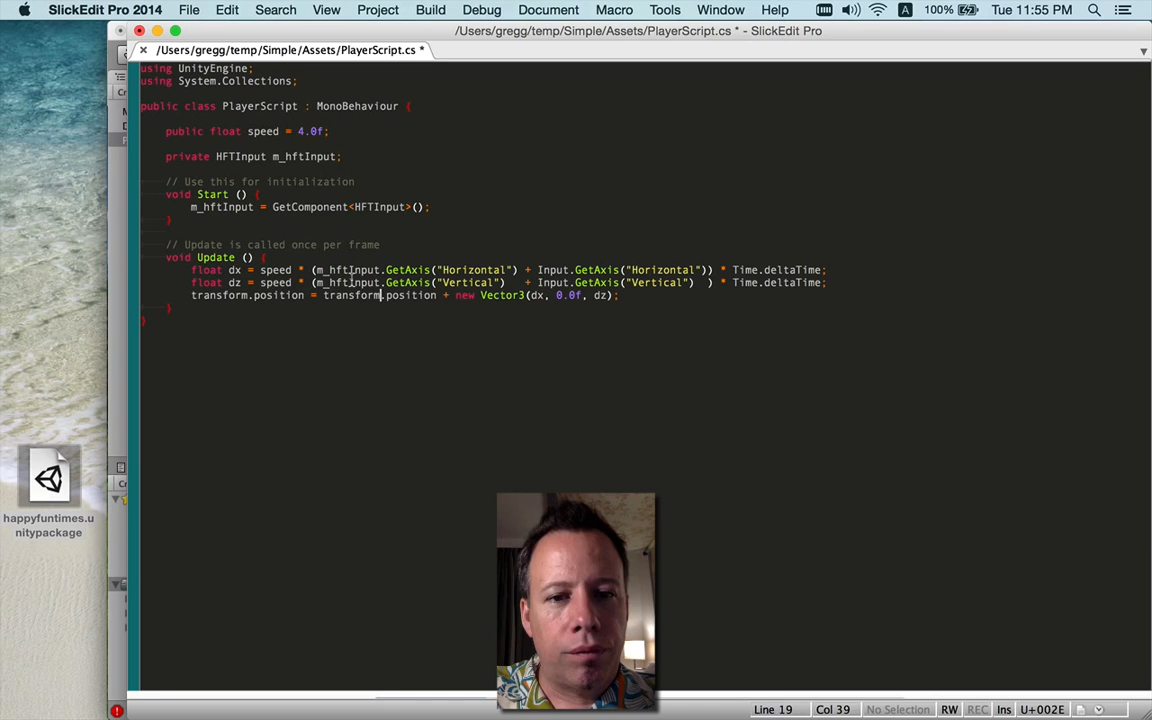 SlickEdit Pro 2014 File Edit Search View Project Build Debug Document Macro Tools Window Help A 100% Tue 11:55 PM
/Users/gregg/temp/Simple/Assets/PlayerScript.cs * - SlickEdit Pro
/Users/gregg/temp/Simple/Assets/PlayerScript.cs *
using UnityEngine;
using System.Collections;
public class PlayerScript : MonoBehaviour {
public float speed = 4.0f;
private HFTInput m_hftInput;
// Use this for initialization
void Start () {
m_hftInput = GetComponent<HFTInput>();
}
// Update is called once per frame
void Update () {
float dx = speed * (m_hftInput.GetAxis("Horizontal") + Input.GetAxis("Horizontal")) * Time.deltaTime;
float dz = speed * (m_hftInput.GetAxis("Vertical")   + Input.GetAxis("Vertical")  ) * Time.deltaTime;
transform.position = transform.position + new Vector3(dx, 0.0f, dz);
}
}
happyfuntimes.u
nitypackage
Line 19 Col 39 No Selection RW REC Ins U+002E